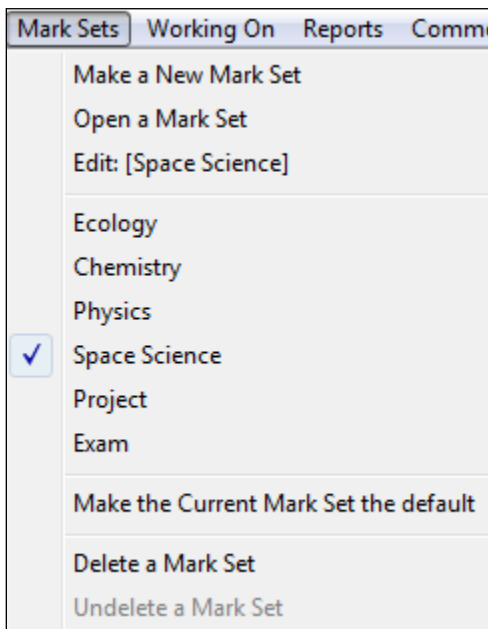 Mark Sets Working On Reports Comme
Make a New Mark Set
Open a Mark Set
Edit: [Space Science]
Ecology
Chemistry
Physics
Space Science
Project
Exam
Make the Current Mark Set the default
Delete a Mark Set
Undelete a Mark Set